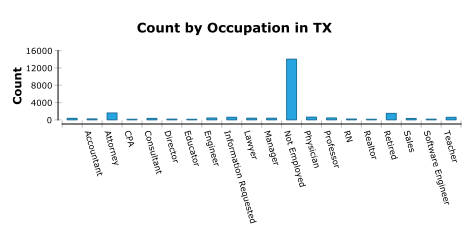 Count by Occupation in TX
Count
16000
12000
8000
4000
0
Accountant
Attorney
CPA
Consultant
Director
Educator
Engineer
Information Requested
Lawyer
Manager
Not Employed
Physician
Professor
RN
Realtor
Retired
Sales
Software Engineer
Teacher